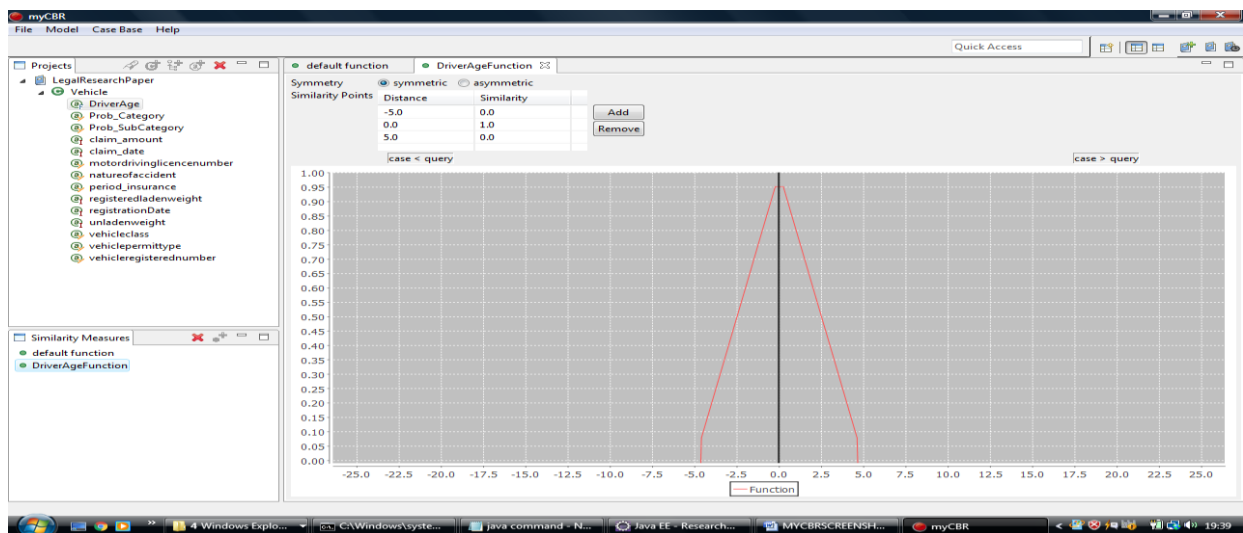 myCBR
File Model Case Base Help
Quick Access
Projects
LegalResearchPaper
Vehicle
DriverAge
Prob_Category
Prob_SubCategory
claim_amount
claim_date
motordrivinglicencenumber
natureofaccident
period_insurance
registeredladenweight
registrationDate
unladenweight
vehicleclass
vehiclepermittype
vehicleregisterednumber
Similarity Measures
default function
DriverAgeFunction
default function DriverAgeFunction
Symmetry symmetric asymmetric
Similarity Points Distance Similarity
-5.0 0.0 Add
0.0 1.0 Remove
5.0 0.0
case < query case > query
1.00
0.95
0.90
0.85
0.80
0.75
0.70
0.65
0.60
0.55
0.50
0.45
0.40
0.35
0.30
0.25
0.20
0.15
0.10
0.05
0.00
-25.0 -22.5 -20.0 -17.5 -15.0 -12.5 -10.0 -7.5 -5.0 -2.5 0.0 2.5 5.0 7.5 10.0 12.5 15.0 17.5 20.0 22.5 25.0
Function
4 Windows Explo... C:\Windows\syste... java command - N... Java EE - Research... MYCBRSCREENSH... myCBR 19:39